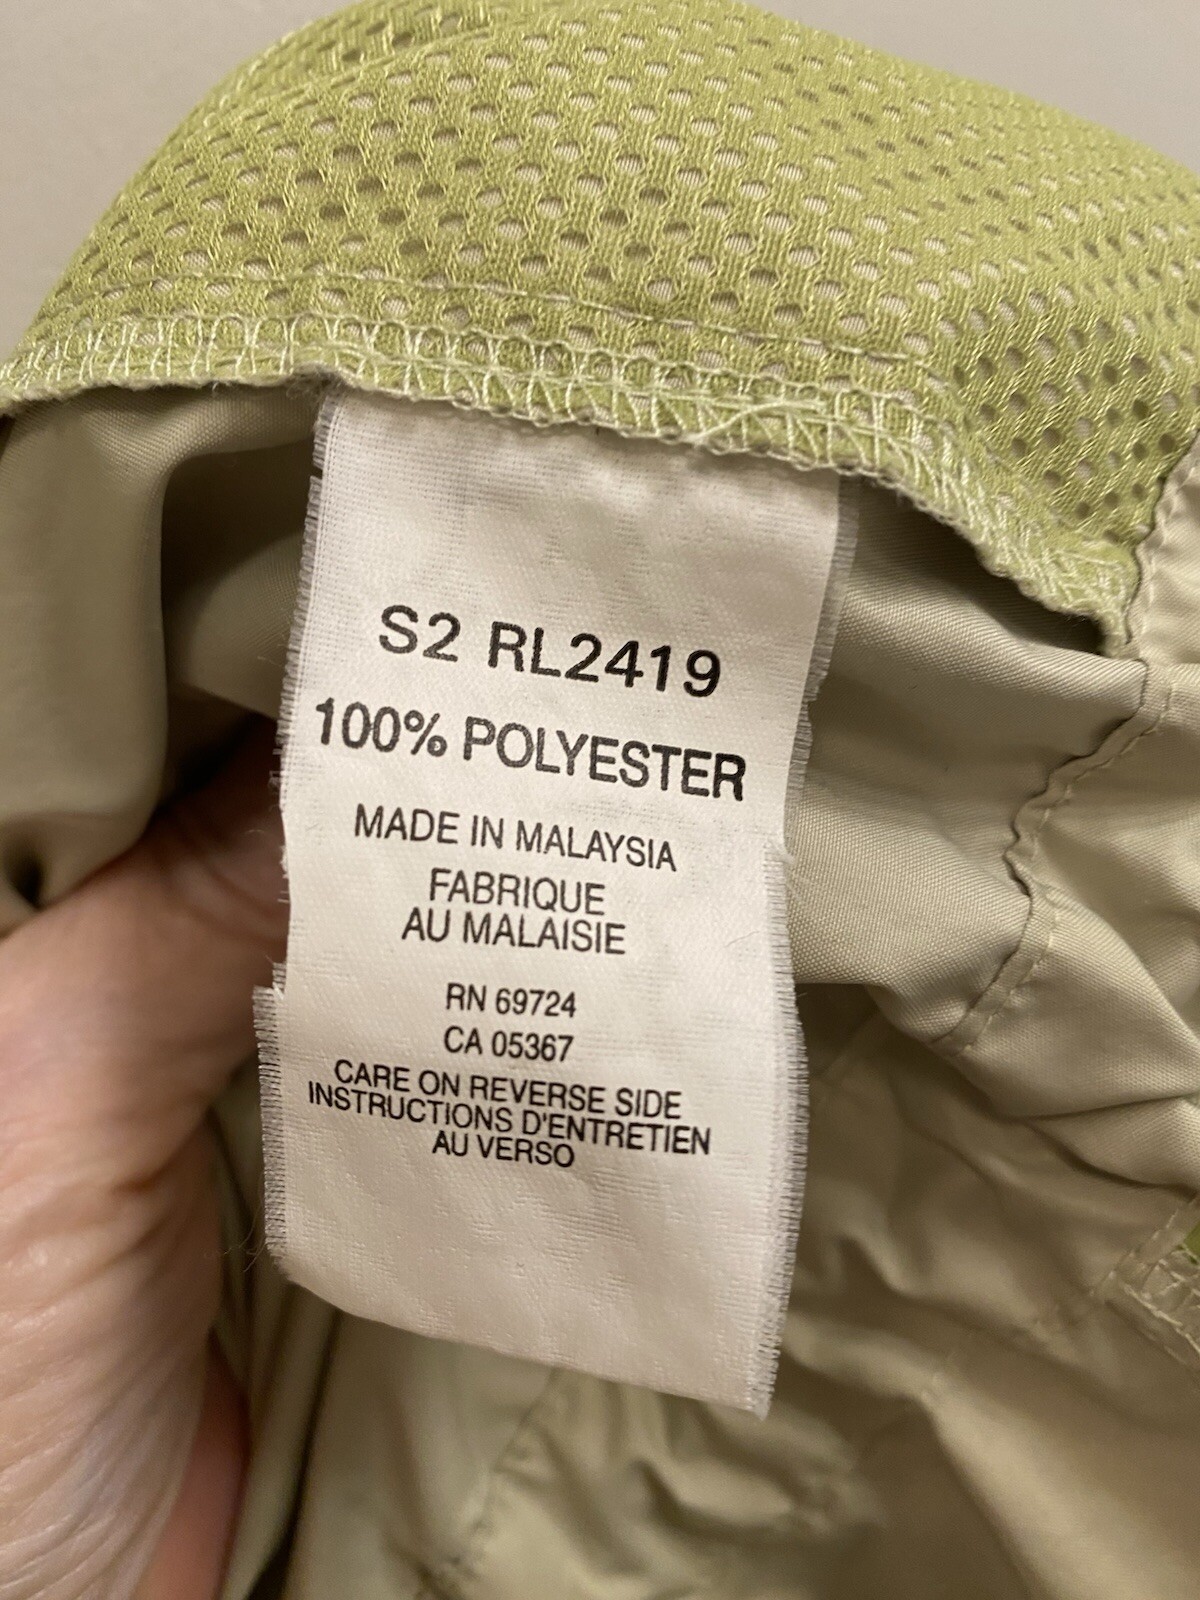 S2 RL2419
100% POLYESTER
MADE IN MALAYSIA
FABRIQUE
AU MALAISIE
RN 69724
CA 05367
CARE ON REVERSE SIDE
INSTRUCTIONS D'ENTRETIEN
AU VERSO